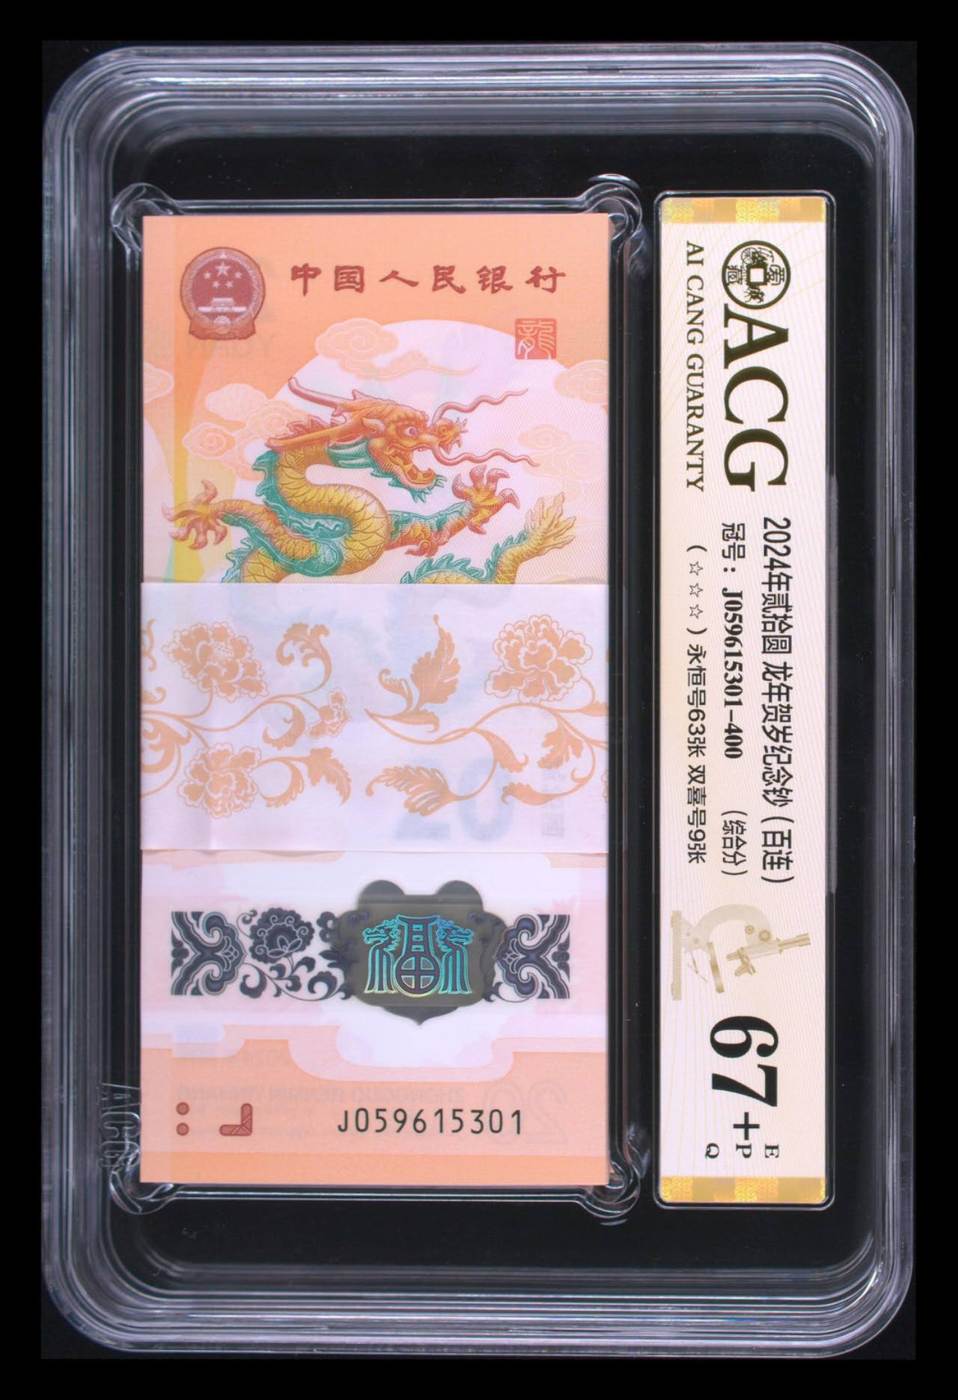 中国人民银行
龍
福
J059615301
ACG
ACG
AI CANG GUARANTY
2024年贰拾圆 龙年贺岁纪念钞（百连）
冠号：J059615301-400 （综合分）
（☆☆☆）永恒号63张 双喜号9张
67+
E
P
Q